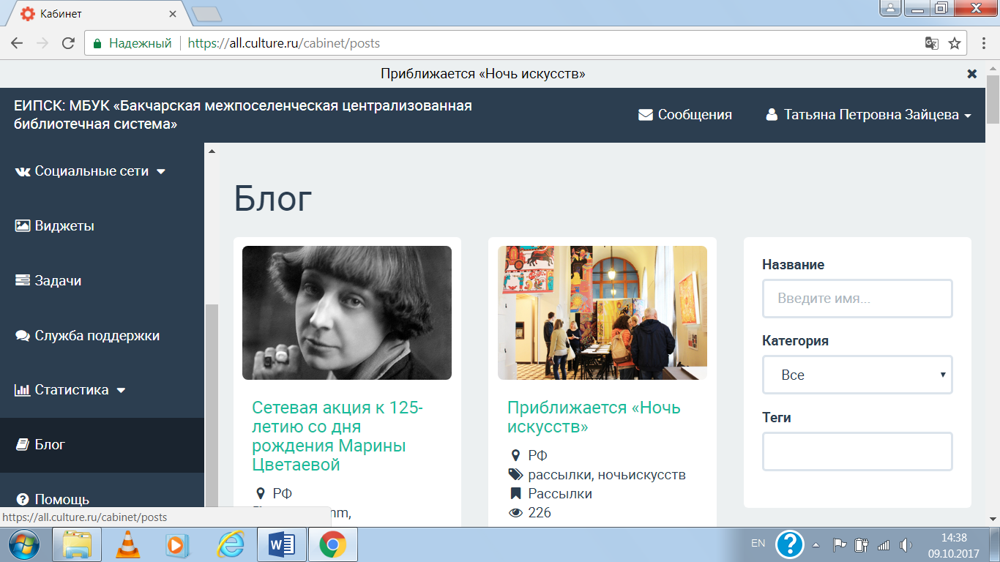 Кабинет
Надежный
https://all.culture.ru/cabinet/posts
Приближается «Ночь искусств»
ЕИПСК: МБУК «Бакчарская межпоселенческая централизованная
библиотечная система»
Сообщения
Татьяна Петровна Зайцева
Социальные сети
Виджеты
Задачи
Служба поддержки
Статистика
Блог
Помощь
Блог
Сетевая акция к 125-
летию со дня
рождения Марины
Цветаевой
РФ
Приближается «Ночь
искусств»
РФ
рассылки, ночьискусств
Рассылки
226
Название
Введите имя...
Категория
Все
Теги
https://all.culture.ru/cabinet/posts
EN
14:38
09.10.2017